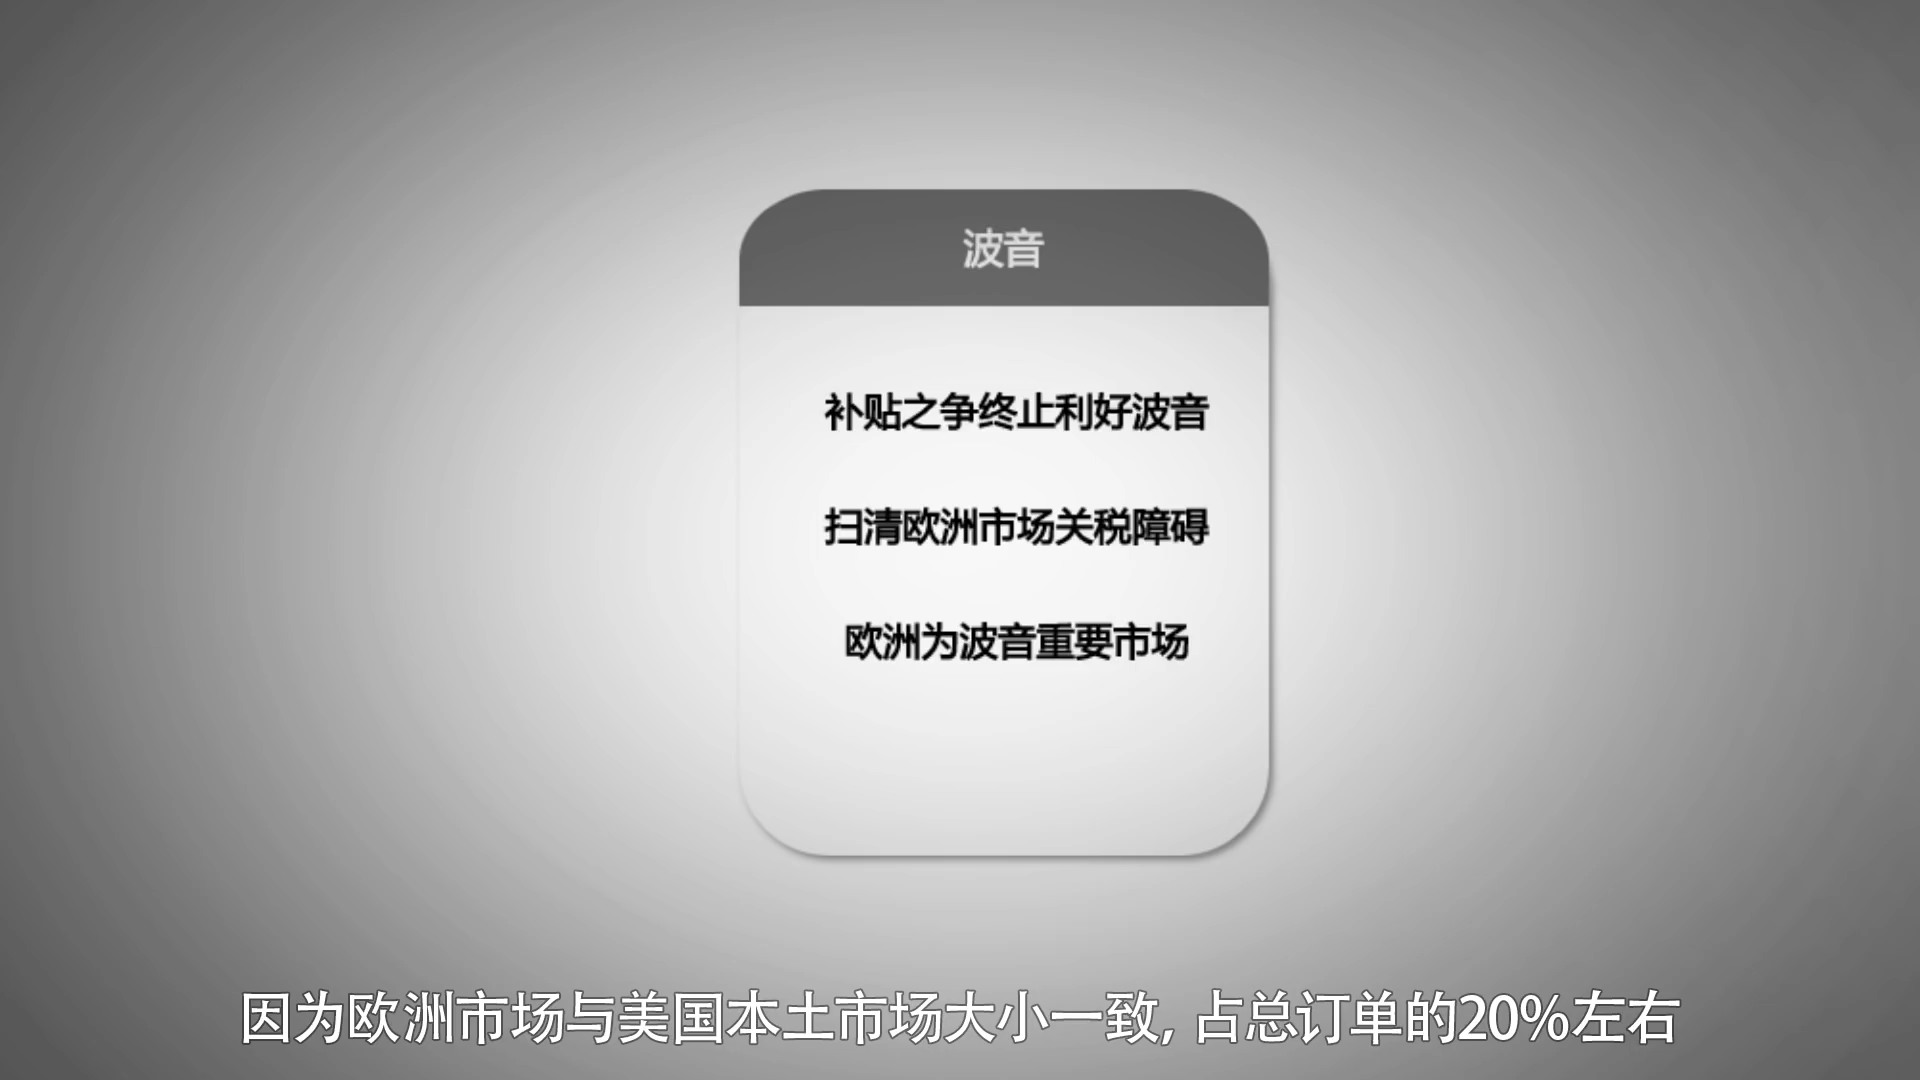 波音
补贴之争终止利好波音
扫清欧洲市场关税障碍
欧洲为波音重要市场
因为欧洲市场与美国本土市场大小一致, 占总订单的20%左右